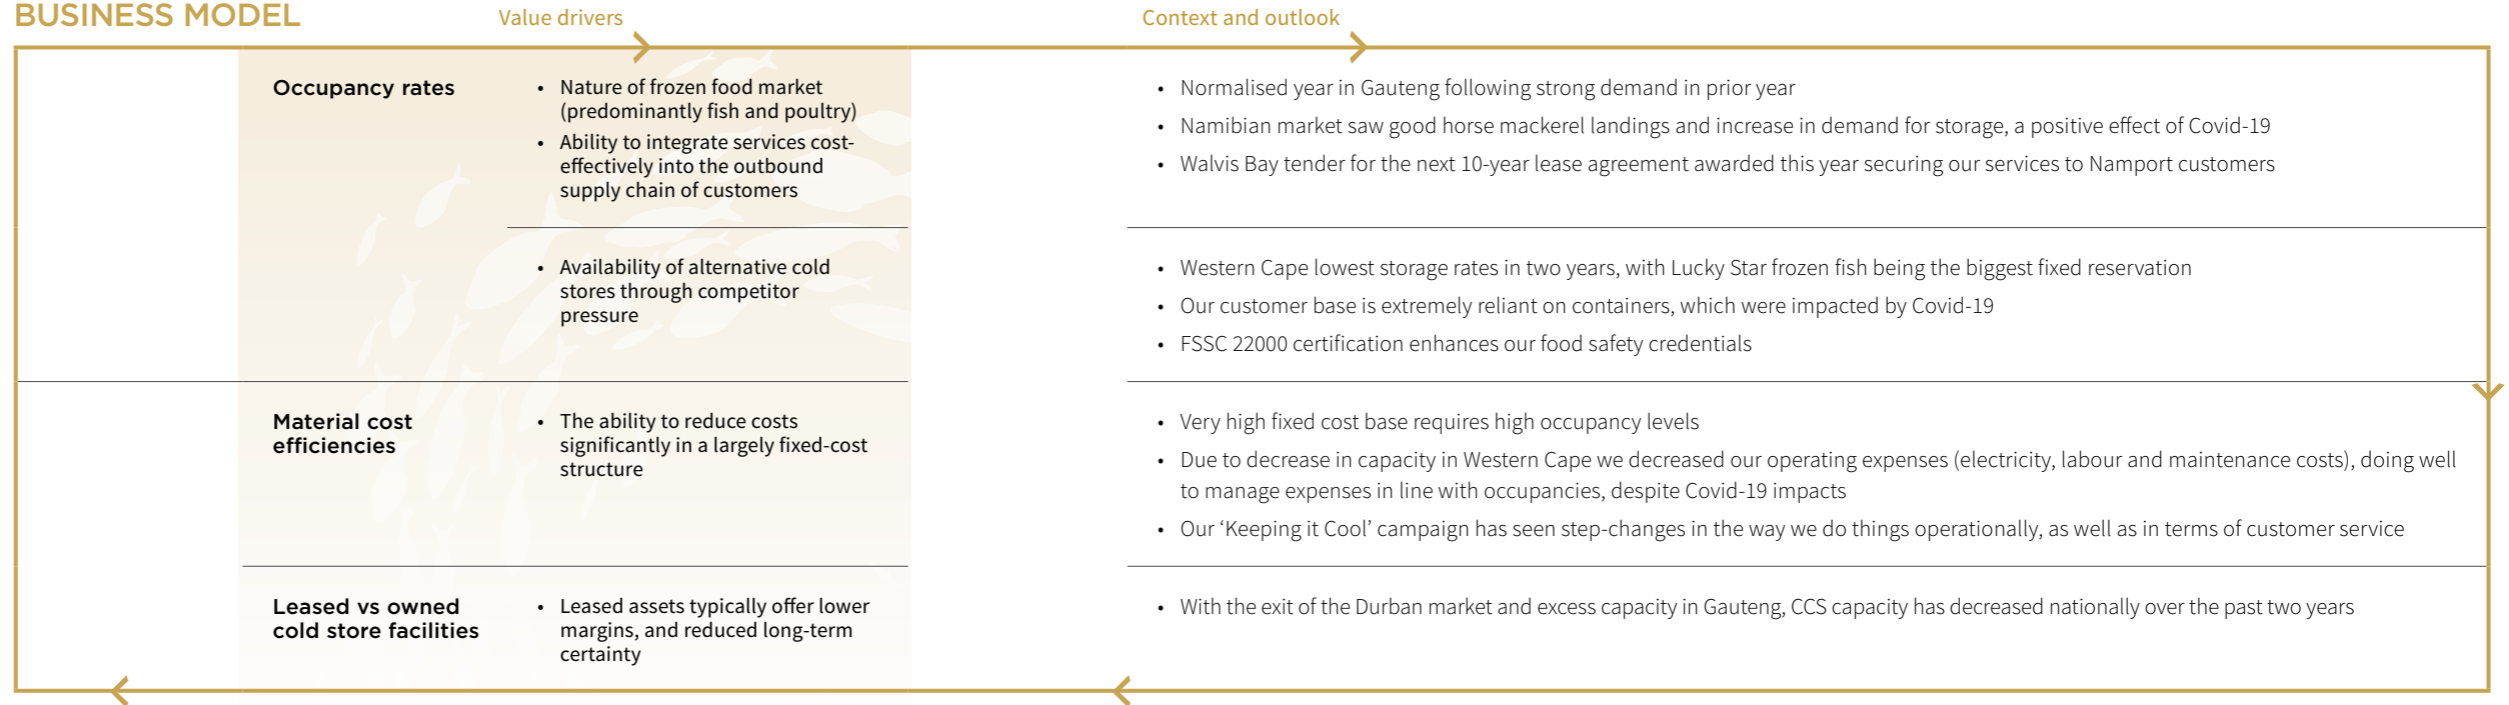 BUSINESS MODEL
Value drivers
Context and outlook
Occupancy rates
• Nature of frozen food market
(predominantly fish and poultry)
• Ability to integrate services cost-
effectively into the outbound
supply chain of customers
• Normalised year in Gauteng following strong demand in prior year
• Namibian market saw good horse mackerel landings and increase in demand for storage, a positive effect of Covid-19
• Walvis Bay tender for the next 10-year lease agreement awarded this year securing our services to Namport customers
• Availability of alternative cold
stores through competitor
pressure
• Western Cape lowest storage rates in two years, with Lucky Star frozen fish being the biggest fixed reservation
• Our customer base is extremely reliant on containers, which were impacted by Covid-19
• FSSC 22000 certification enhances our food safety credentials
Material cost
efficiencies
• The ability to reduce costs
significantly in a largely fixed-cost
structure
• Very high fixed cost base requires high occupancy levels
• Due to decrease in capacity in Western Cape we decreased our operating expenses (electricity, labour and maintenance costs), doing well
to manage expenses in line with occupancies, despite Covid-19 impacts
• Our ‘Keeping it Cool’ campaign has seen step-changes in the way we do things operationally, as well as in terms of customer service
Leased vs owned
cold store facilities
• Leased assets typically offer lower
margins, and reduced long-term
certainty
• With the exit of the Durban market and excess capacity in Gauteng, CCS capacity has decreased nationally over the past two years